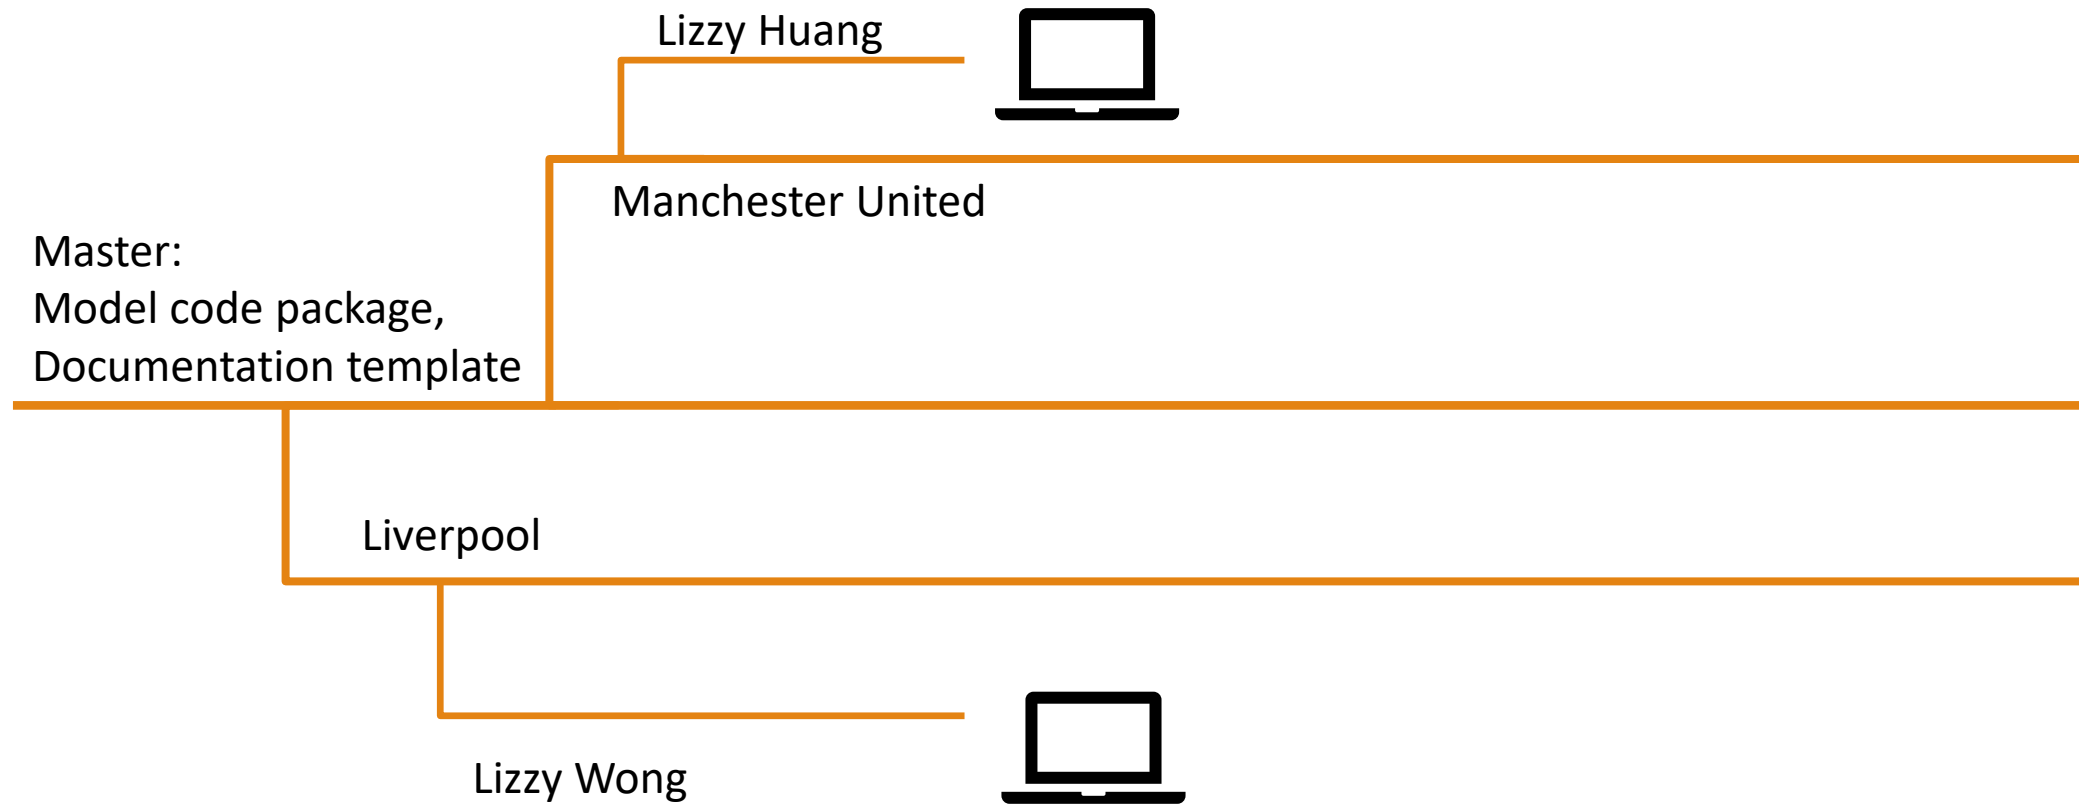 Lizzy Huang
Manchester United
Master:
Model code package,
Documentation template
Liverpool
Lizzy Wong